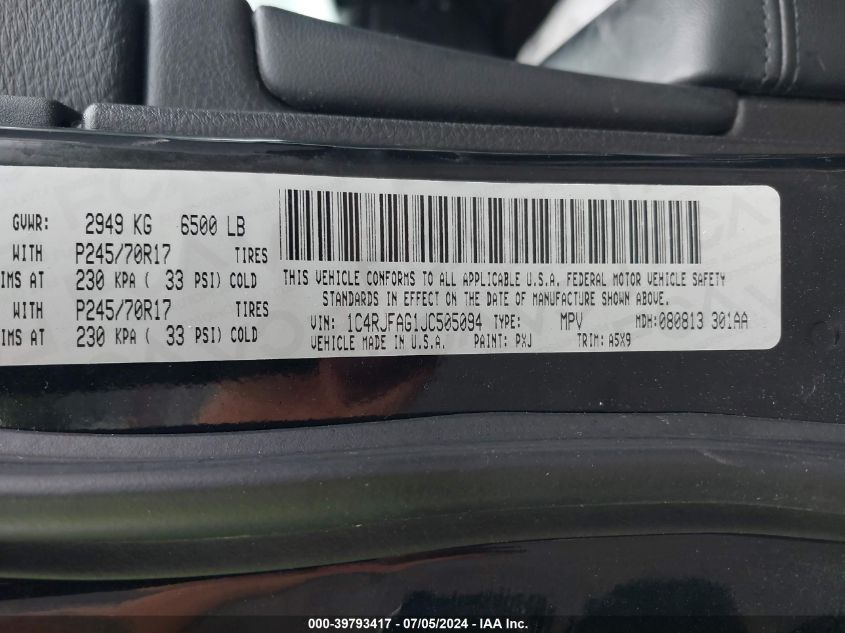 GVWR: 2949 KG 6500 LB
WITH P245/70R17 TIRES
IMS AT 230 KPA ( 33 PSI) COLD
WITH P245/70R17 TIRES
IMS AT 230 KPA ( 33 PSI) COLD
THIS VEHICLE CONFORMS TO ALL APPLICABLE U.S.A. FEDERAL MOTOR VEHICLE SAFETY
STANDARDS IN EFFECT ON THE DATE OF MANUFACTURE SHOWN ABOVE.
VIN: 1C4RJFAG1JC505094 TYPE: MPV MDH:080813 301AA
VEHICLE MADE IN U.S.A. PAINT: PXJ TRIM: A5X9
000-39793417 - 07/05/2024 - IAA Inc.